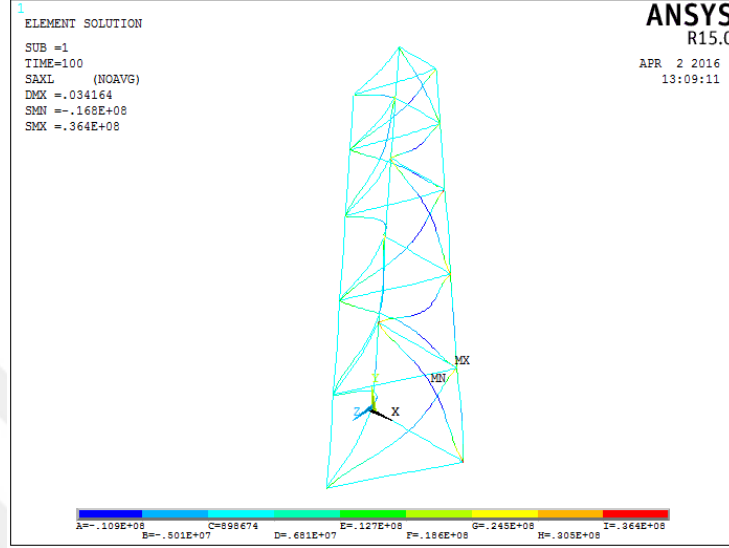 1
ELEMENT SOLUTION
SUB =1
TIME=100
SAXL (NOAVG)
DMX =.034164
SMN =-.168E+08
SMX =.364E+08
ANSYS
R15.0
APR 2 2016
13:09:11
MX
MN
Y
Z X
A=-.109E+08 C=898674 E=.127E+08 G=.245E+08 I=.364E+08
B=-.501E+07 D=.681E+07 F=.186E+08 H=.305E+08